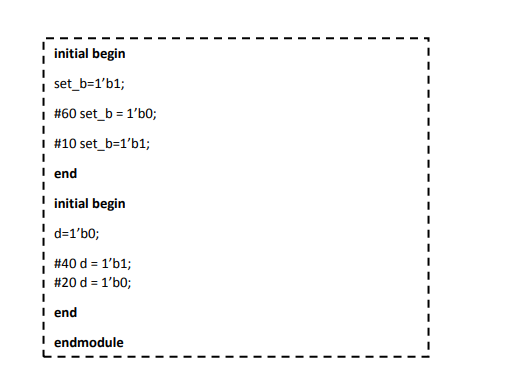 initial begin
set_b=1’b1;
#60 set_b = 1’b0;
#10 set_b=1’b1;
end
initial begin
d=1’b0;
#40 d = 1’b1;
#20 d = 1’b0;
end
endmodule